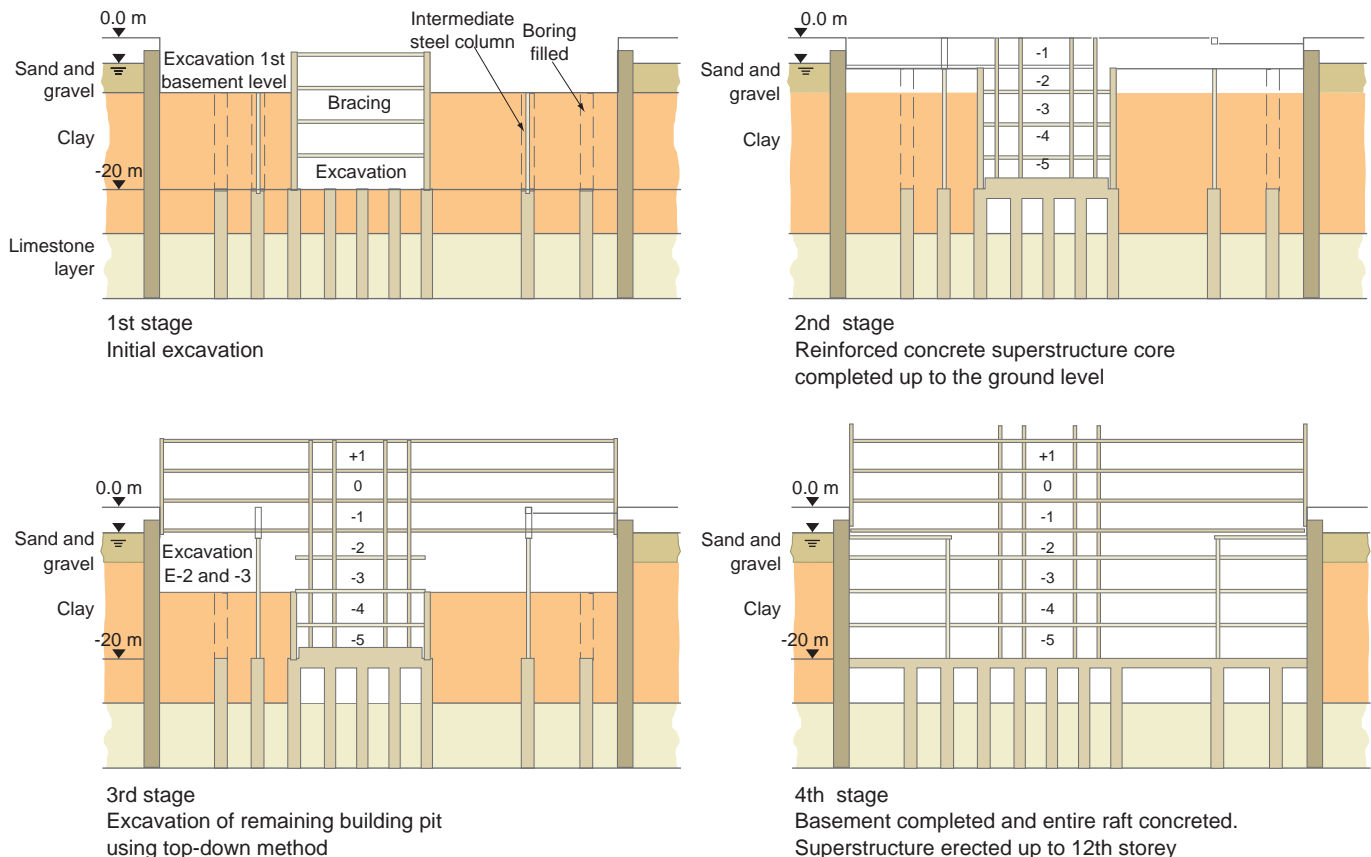 0.0 m
Intermediate
steel column
Boring
filled
Sand and
gravel
Excavation 1st
basement level
Bracing
Clay
-20 m
Excavation
Limestone
layer
1st stage
Initial excavation
0.0 m
Sand and
gravel
-1
-2
-3
Clay
-4
-20 m
-5
2nd stage
Reinforced concrete superstructure core
completed up to the ground level
+1
0.0 m
0
-1
Sand and
gravel
Excavation
E-2 and -3
-2
-3
Clay
-4
-20 m
-5
3rd stage
Excavation of remaining building pit
using top-down method
+1
0.0 m
0
-1
Sand and
gravel
-2
-3
Clay
-4
-20 m
-5
4th stage
Basement completed and entire raft concreted.
Superstructure erected up to 12th storey